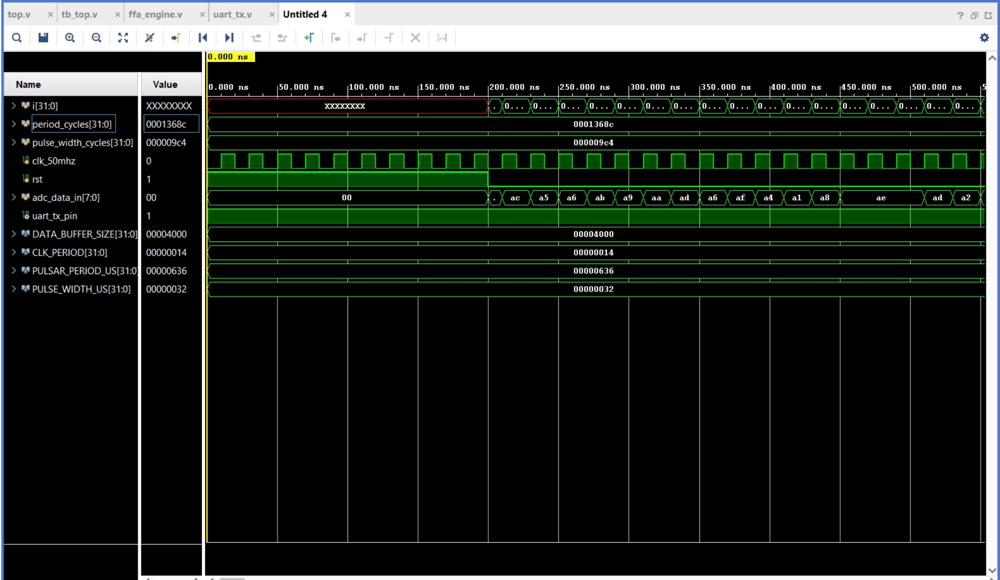 top.v × tb_top.v × ffa_engine.v × uart_tx.v × Untitled 4 × ?
0.000 ns
Name Value 0.000 ns 50.000 ns 100.000 ns 150.000 ns 200.000 ns 250.000 ns 300.000 ns 350.000 ns 400.000 ns 450.000 ns 500.000 ns 5
i[31:0] XXXXXXXX XXXXXXXX . 0... 0... 0... 0... 0... 0... 0... 0... 0... 0... 0... 0... 0... 0... 0... 0... 0...
period_cycles[31:0] 0001368c 0001368c
pulse_width_cycles[31:0] 000009c4 000009c4
clk_50mhz 0
rst 1
adc_data_in[7:0] 00 00 . ac a5 a6 ab a9 aa ad a6 af a4 a1 a8 ae ad a2
uart_tx_pin 1
DATA_BUFFER_SIZE[31:0] 00004000 00004000
CLK_PERIOD[31:0] 00000014 00000014
PULSAR_PERIOD_US[31:0] 00000636 00000636
PULSE_WIDTH_US[31:0] 00000032 00000032